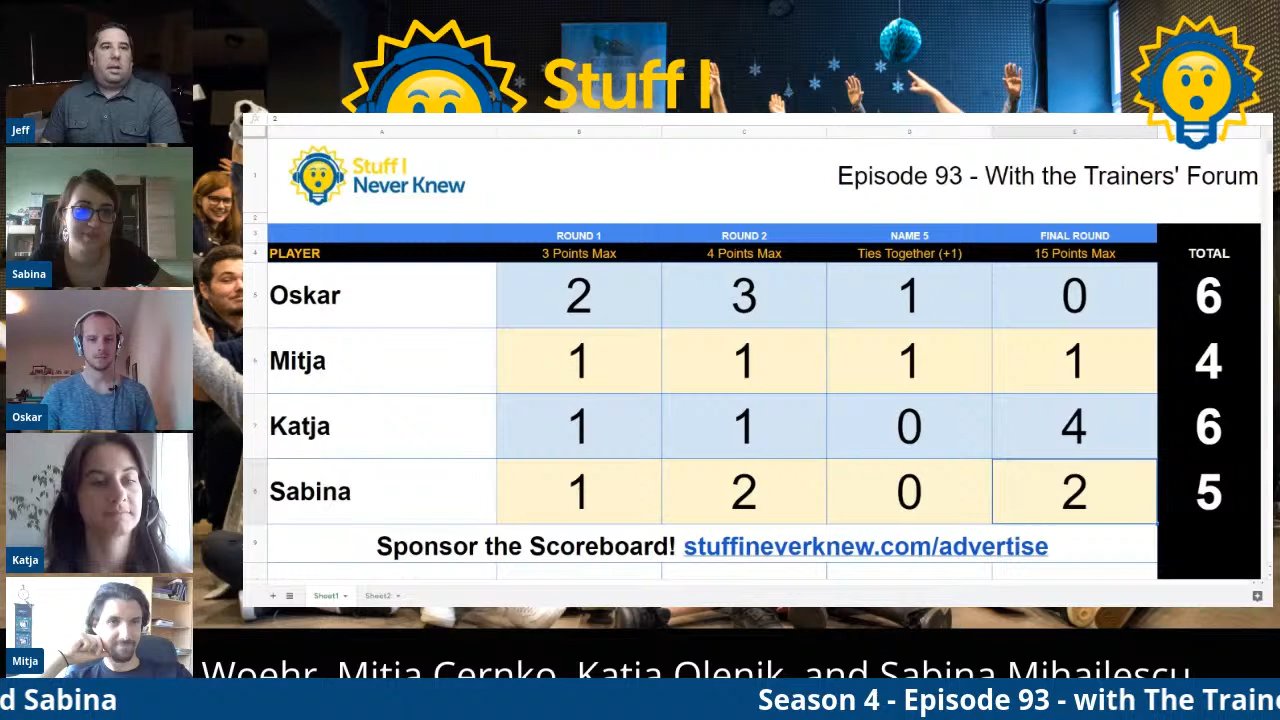 Stuff I
Jeff
Sabina
Oskar
Katja
Mitja
2
A B C D E
Stuff I
Never Knew
Episode 93 - With the Trainers' Forum
ROUND 1 ROUND 2 NAME 5 FINAL ROUND
PLAYER 3 Points Max 4 Points Max Ties Together (+1) 15 Points Max TOTAL
Oskar 2 3 1 0 6
Mitja 1 1 1 1 4
Katja 1 1 0 4 6
Sabina 1 2 0 2 5
Sponsor the Scoreboard! stuffineverknew.com/advertise
Sheet1 Sheet2
Woehr, Mitja Cernko, Katja Olenik, and Sabina Mihailescu
d Sabina
Season 4 - Episode 93 - with The Traine